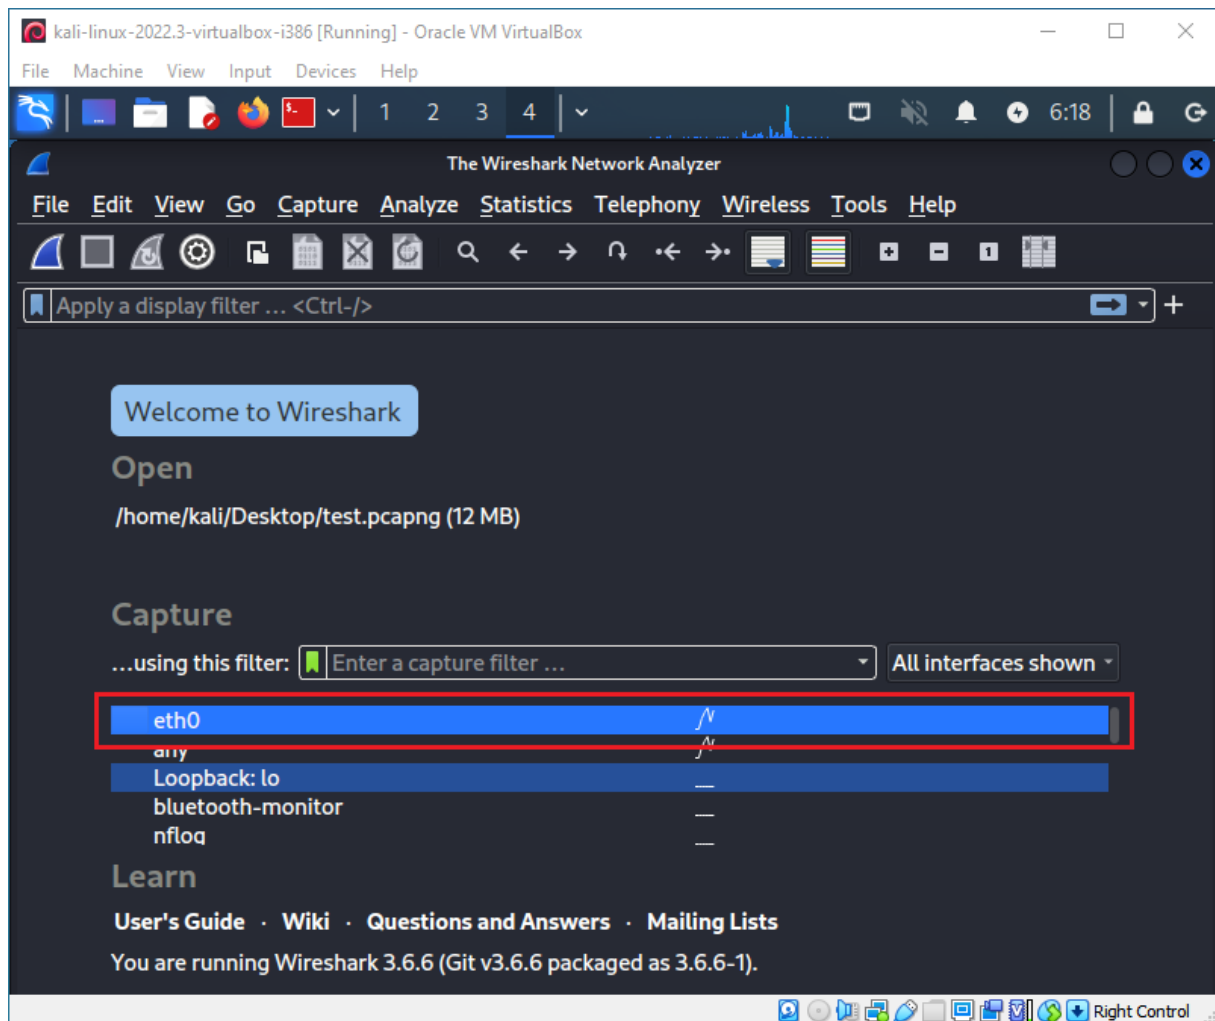 kali-linux-2022.3-virtualbox-i386 [Running] - Oracle VM VirtualBox
File Machine View Input Devices Help
1 2 3 4 6:18
The Wireshark Network Analyzer
File Edit View Go Capture Analyze Statistics Telephony Wireless Tools Help
Apply a display filter … <Ctrl-/>
Welcome to Wireshark
Open
/home/kali/Desktop/test.pcapng (12 MB)
Capture
…using this filter: Enter a capture filter … All interfaces shown
eth0
any
Loopback: lo
bluetooth-monitor
nflog
Learn
User's Guide · Wiki · Questions and Answers · Mailing Lists
You are running Wireshark 3.6.6 (Git v3.6.6 packaged as 3.6.6-1).
Right Control